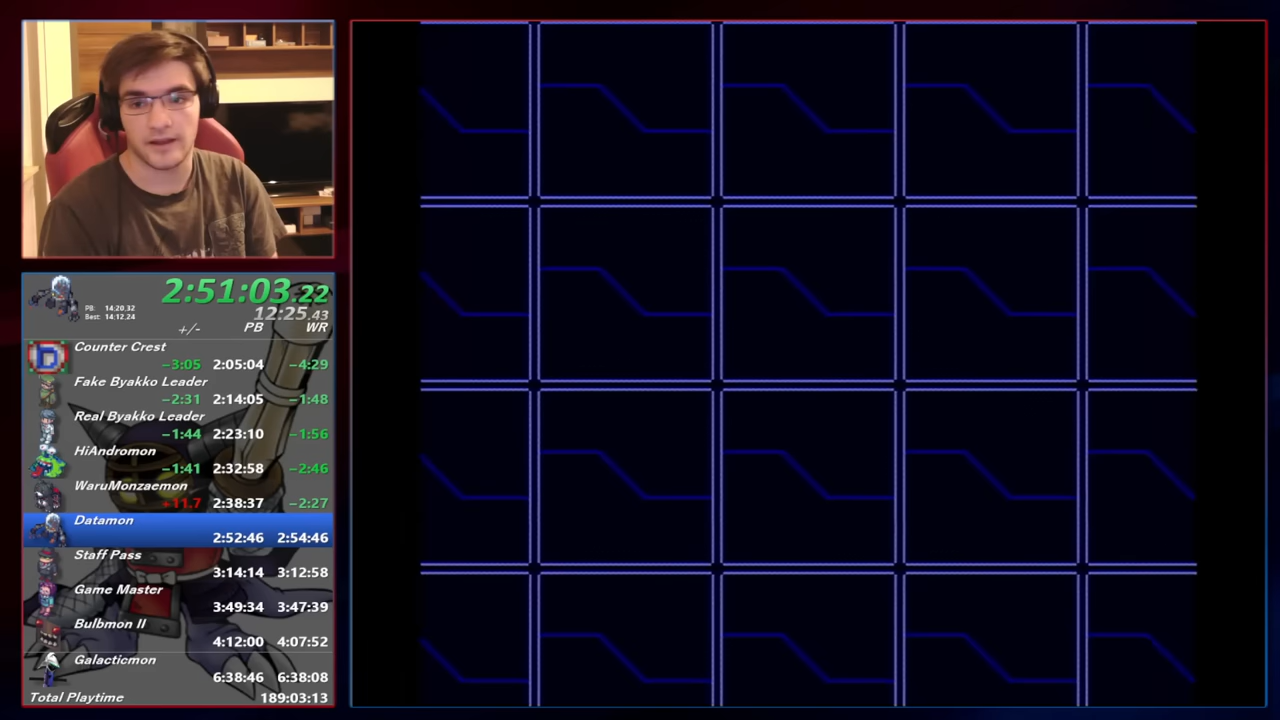 2:51:03.22
PB: 14:20.32
Best: 14:12.24
12:25.43
+/- PB WR
Counter Crest
-3:05 2:05:04 -4:29
Fake Byakko Leader
-2:31 2:14:05 -1:48
Real Byakko Leader
-1:44 2:23:10 -1:56
HiAndromon
-1:41 2:32:58 -2:46
WaruMonzaemon
+11.7 2:38:37 -2:27
Datamon
2:52:46 2:54:46
Staff Pass
3:14:14 3:12:58
Game Master
3:49:34 3:47:39
Bulbmon II
4:12:00 4:07:52
Galacticmon
6:38:46 6:38:08
Total Playtime 189:03:13